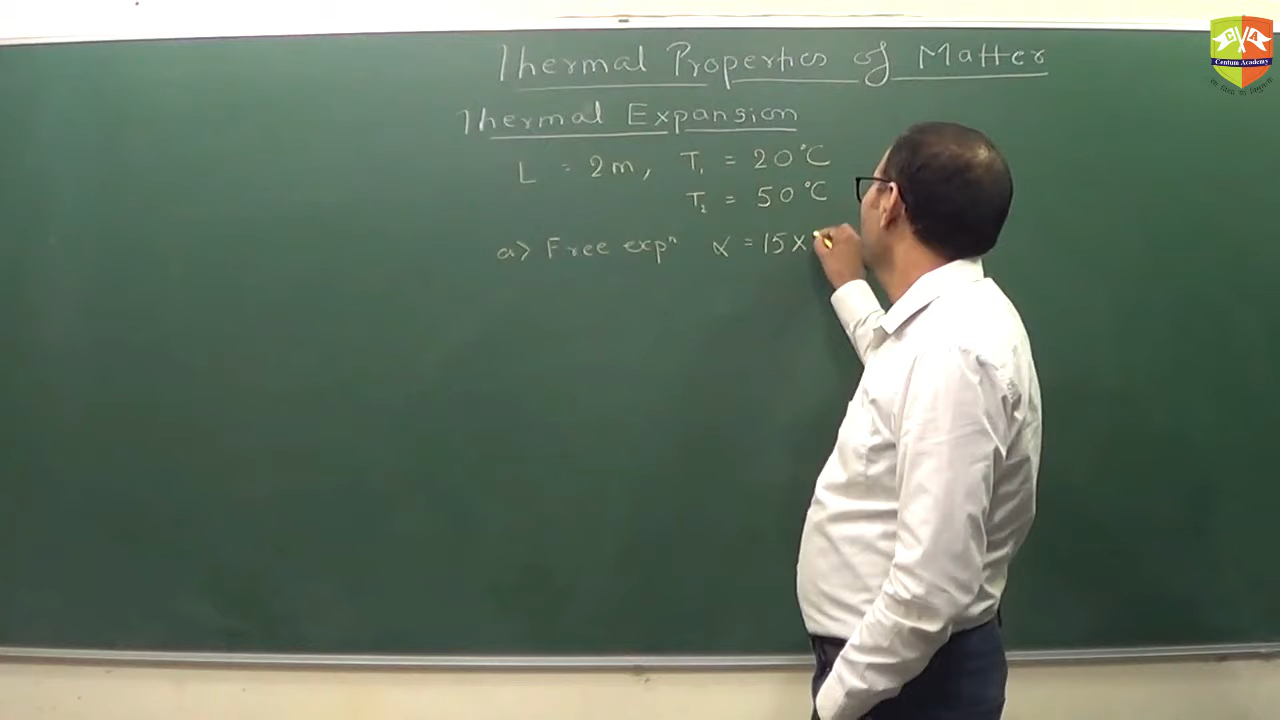 Thermal Properties of Matter
Thermal Expansion
L = 2m, T₁ = 20°C
T₂ = 50°C
a> Free expⁿ α = 15 x
Centum Academy